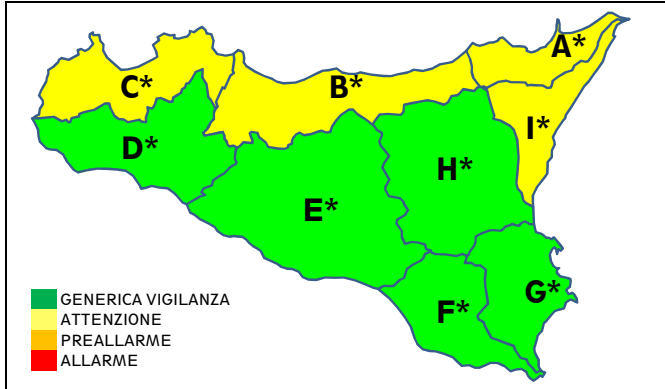 A*
C*
B*
I*
D*
H*
E*
G*
F*
GENERICA VIGILANZA
ATTENZIONE
PREALLARME
ALLARME